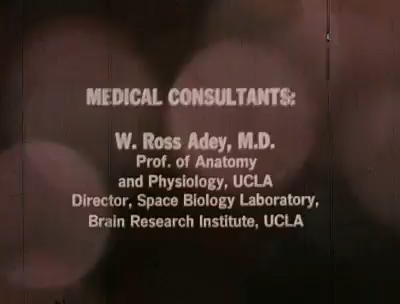 MEDICAL CONSULTANTS:
W. Ross Adey, M.D.
Prof. of Anatomy
and Physiology, UCLA
Director, Space Biology Laboratory,
Brain Research Institute, UCLA